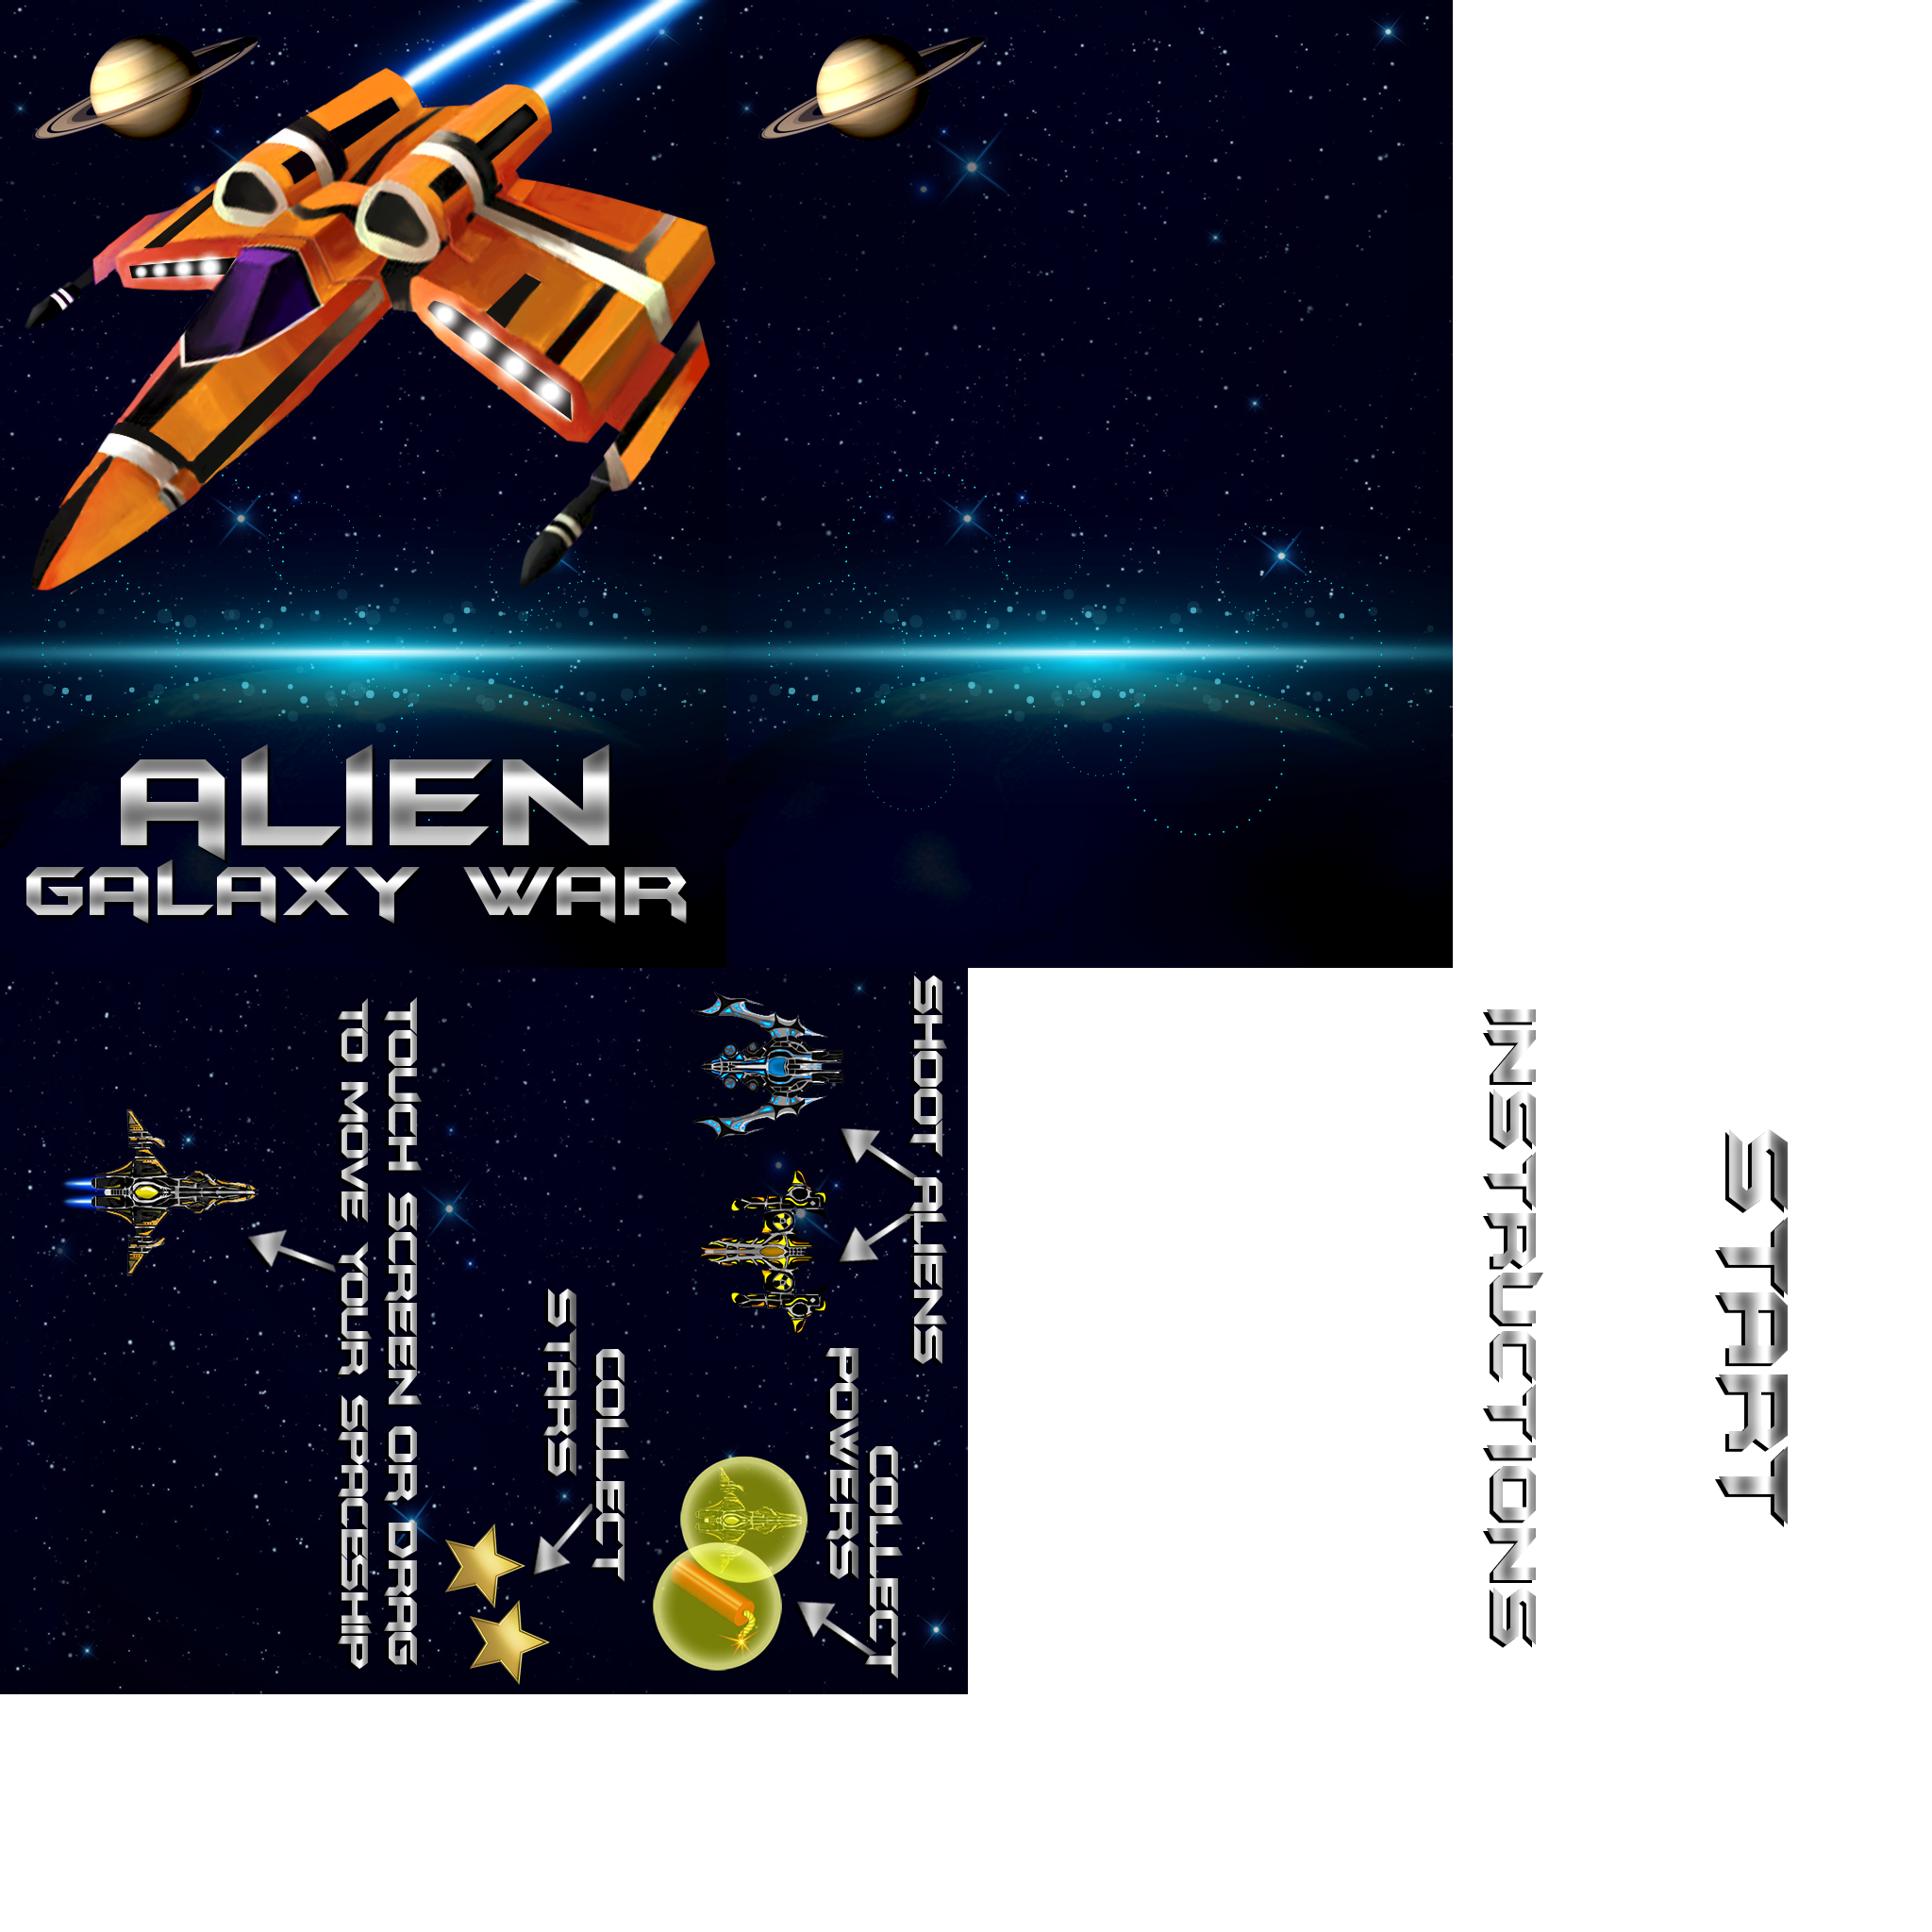 ALIEN
GALAXY WAR
SHOOT ALIENS
COLLECT
POWERS
COLLECT
STARS
TOUCH SCREEN OR DRAG
TO MOVE YOUR SPACESHIP
START
INSTRUCTIONS